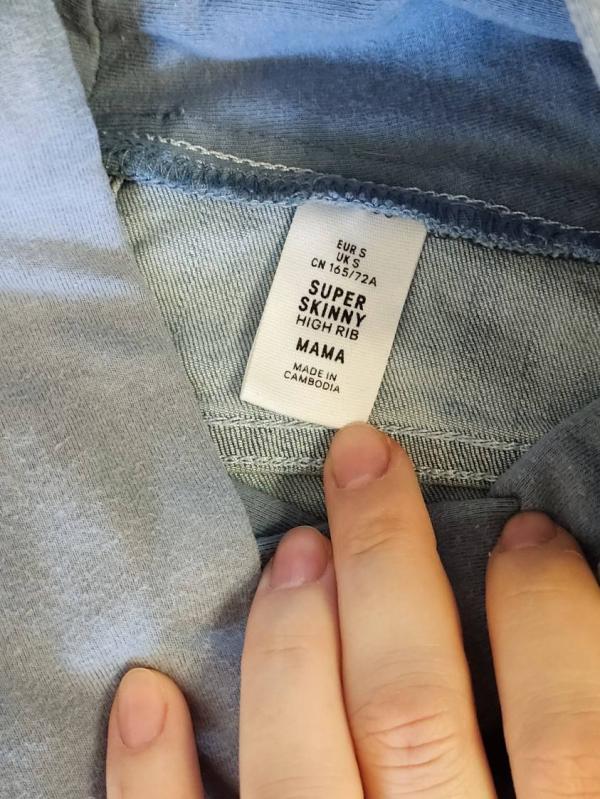 EUR S
UK S
CN 165/72A
SUPER
SKINNY
HIGH RIB
MAMA
MADE IN
CAMBODIA